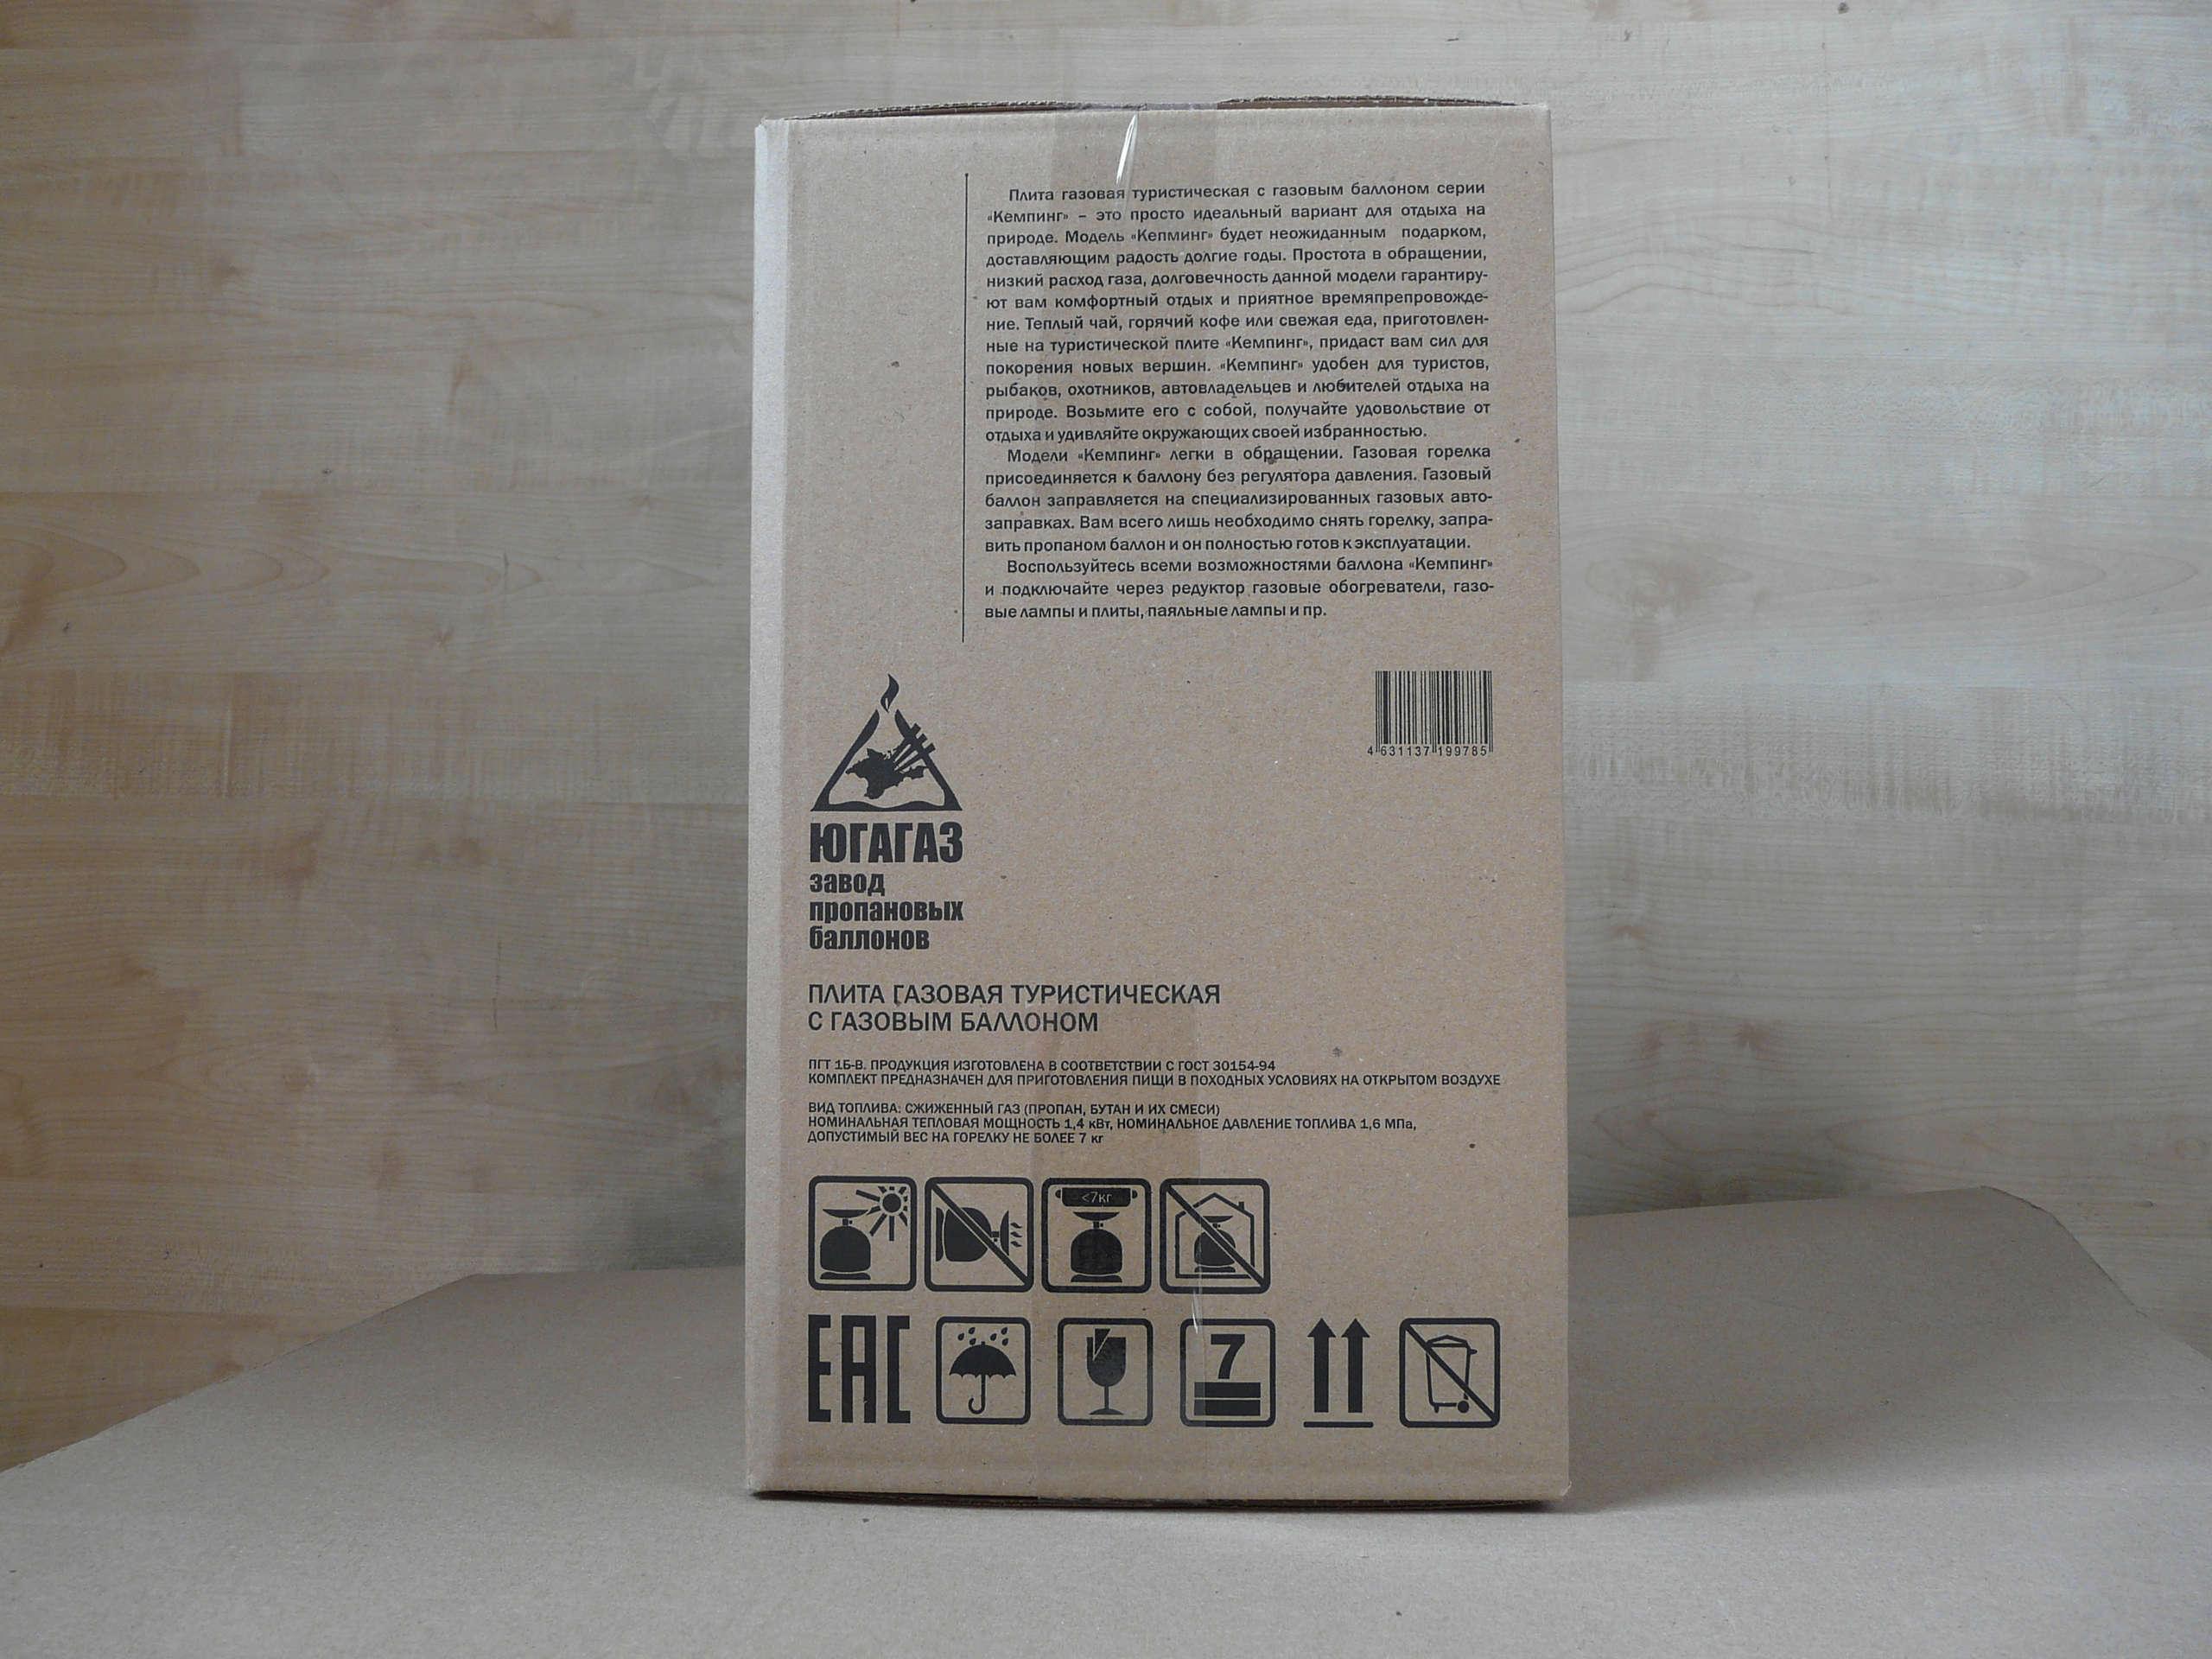 Плита газовая туристическая с газовым баллоном серии
«Кемпинг» – это просто идеальный вариант для отдыха на
природе. Модель «Кепминг» будет неожиданным подарком,
доставляющим радость долгие годы. Простота в обращении,
низкий расход газа, долговечность данной модели гарантиру-
ют вам комфортный отдых и приятное времяпрепровожде-
ние. Теплый чай, горячий кофе или свежая еда, приготовлен-
ные на туристической плите «Кемпинг», придаст вам сил для
покорения новых вершин. «Кемпинг» удобен для туристов,
рыбаков, охотников, автовладельцев и любителей отдыха на
природе. Возьмите его с собой, получайте удовольствие от
отдыха и удивляйте окружающих своей избранностью.
Модели «Кемпинг» легки в обращении. Газовая горелка
присоединяется к баллону без регулятора давления. Газовый
баллон заправляется на специализированных газовых авто-
заправках. Вам всего лишь необходимо снять горелку, запра-
вить пропаном баллон и он полностью готов к эксплуатации.
Воспользуйтесь всеми возможностями баллона «Кемпинг»
и подключайте через редуктор газовые обогреватели, газо-
вые лампы и плиты, паяльные лампы и пр.
4 631137 199785
ЮГАГАЗ
завод
пропановых
баллонов
ПЛИТА ГАЗОВАЯ ТУРИСТИЧЕСКАЯ
С ГАЗОВЫМ БАЛЛОНОМ
ПГТ 1Б-В. ПРОДУКЦИЯ ИЗГОТОВЛЕНА В СООТВЕТСТВИИ С ГОСТ 30154-94
КОМПЛЕКТ ПРЕДНАЗНАЧЕН ДЛЯ ПРИГОТОВЛЕНИЯ ПИЩИ В ПОХОДНЫХ УСЛОВИЯХ НА ОТКРЫТОМ ВОЗДУХЕ
ВИД ТОПЛИВА: СЖИЖЕННЫЙ ГАЗ (ПРОПАН, БУТАН И ИХ СМЕСИ)
НОМИНАЛЬНАЯ ТЕПЛОВАЯ МОЩНОСТЬ 1,4 кВт, НОМИНАЛЬНОЕ ДАВЛЕНИЕ ТОПЛИВА 1,6 МПа,
ДОПУСТИМЫЙ ВЕС НА ГОРЕЛКУ НЕ БОЛЕЕ 7 кг
<7кг
EAC
7